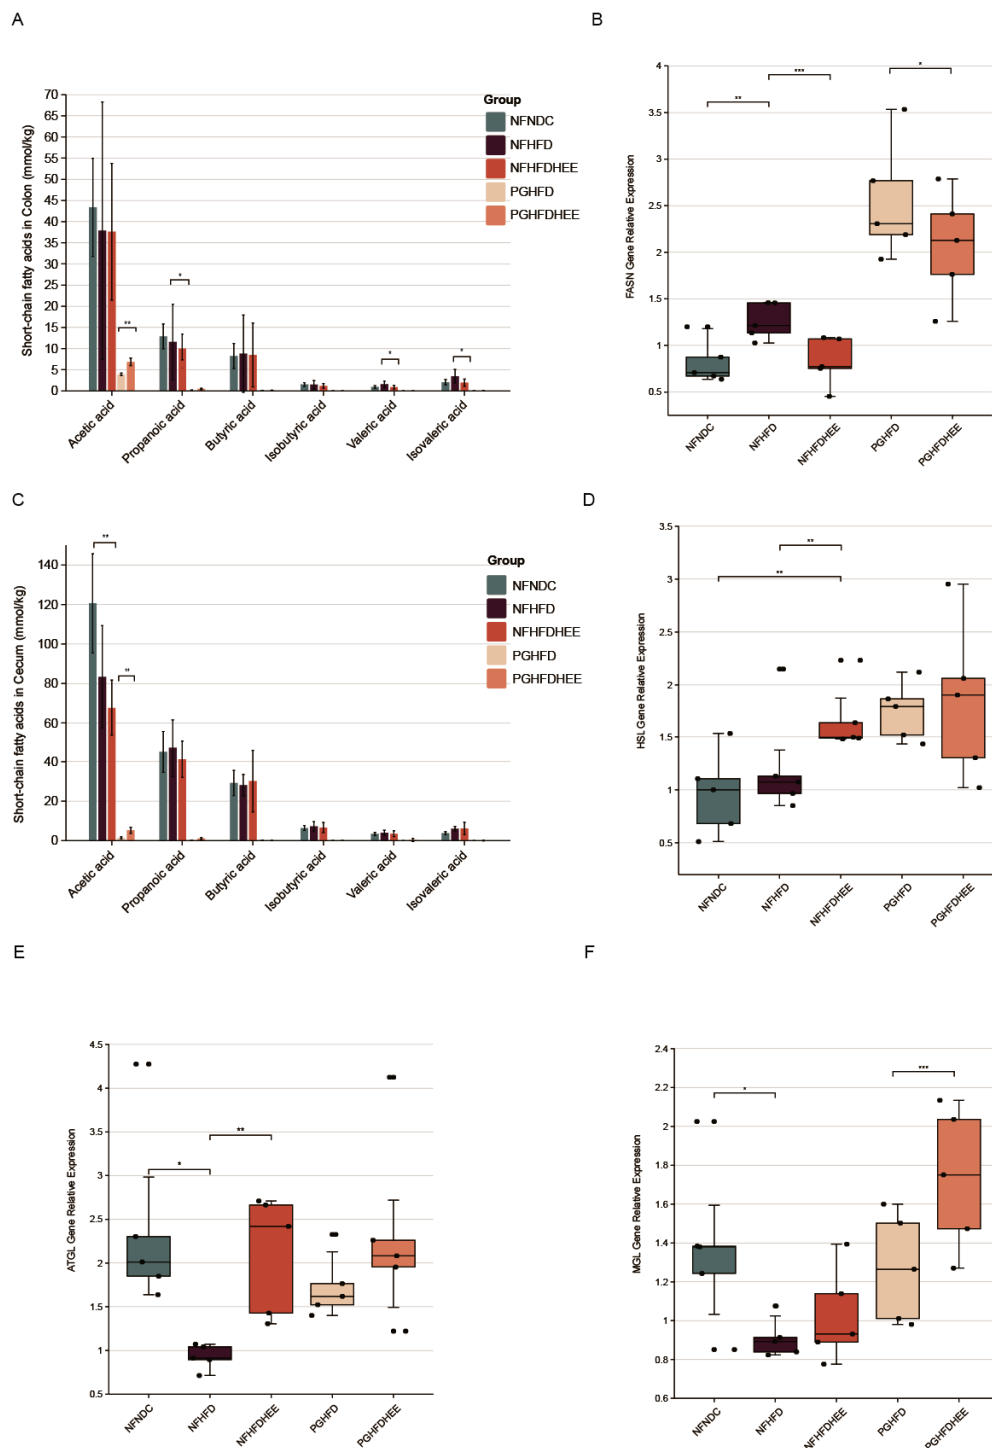 A
Short-chain fatty acids in Colon (mmol/kg)
70
65
60
55
50
45
40
35
30
25
20
15
10
5
0
**
*
*
*
Acetic acid
Propanoic acid
Butyric acid
Isobutyric acid
Valeric acid
Isovaleric acid
Group
NFNDC
NFHFD
NFHFDHEE
PGHFD
PGHFDHEE
B
FASN Gene Relative Expression
4
3.5
3
2.5
2
1.5
1
0.5
**
***
*
NFNDC
NFHFD
NFHFDHEE
PGHFD
PGHFDHEE
C
Short-chain fatty acids in Cecum (mmol/kg)
140
120
100
80
60
40
20
0
**
**
Acetic acid
Propanoic acid
Butyric acid
Isobutyric acid
Valeric acid
Isovaleric acid
Group
NFNDC
NFHFD
NFHFDHEE
PGHFD
PGHFDHEE
D
HSL Gene Relative Expression
3.5
3
2.5
2
1.5
1
0.5
**
**
NFNDC
NFHFD
NFHFDHEE
PGHFD
PGHFDHEE
E
ATGL Gene Relative Expression
4.5
4
3.5
3
2.5
2
1.5
1
0.5
*
**
NFNDC
NFHFD
NFHFDHEE
PGHFD
PGHFDHEE
F
MGL Gene Relative Expression
2.4
2.2
2
1.8
1.6
1.4
1.2
1
0.8
0.6
*
***
NFNDC
NFHFD
NFHFDHEE
PGHFD
PGHFDHEE